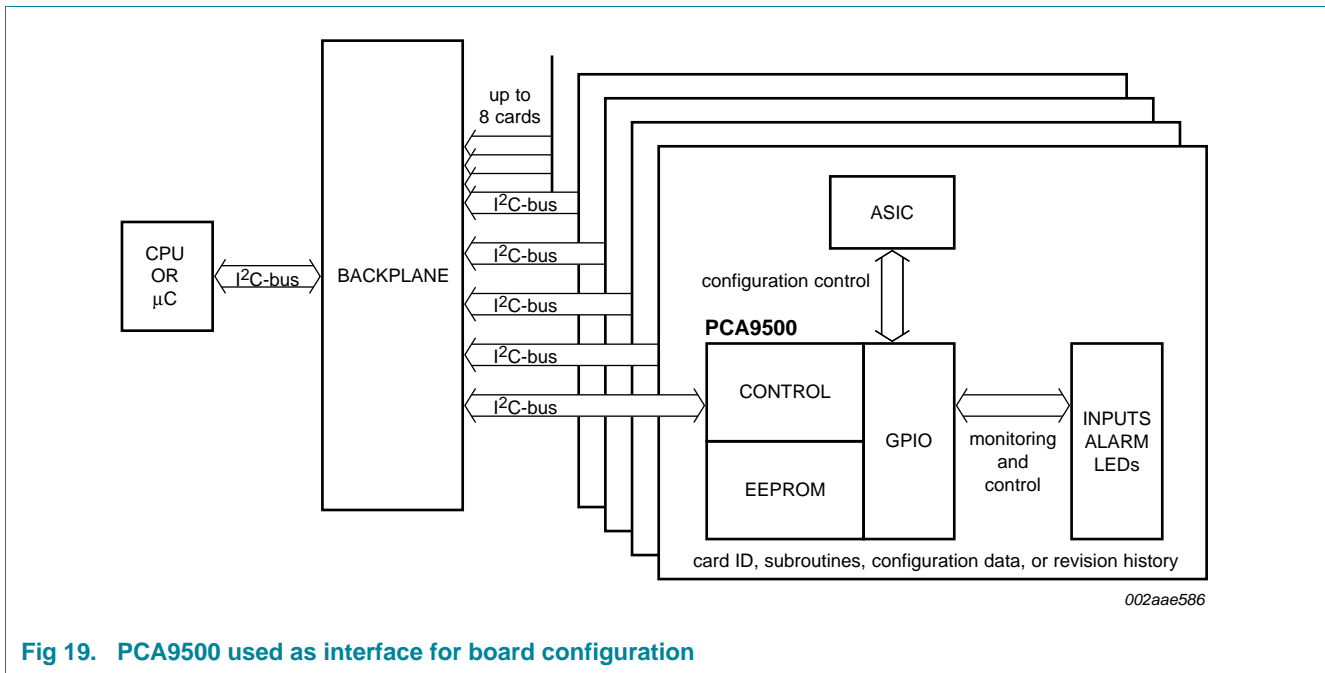 up to
8 cards
I2C-bus
I2C-bus
I2C-bus
I2C-bus
I2C-bus
I2C-bus
CPU
OR
μC
BACKPLANE
ASIC
configuration control
PCA9500
CONTROL
EEPROM
GPIO
monitoring
and
control
INPUTS
ALARM
LEDs
card ID, subroutines, configuration data, or revision history
002aae586
Fig 19. PCA9500 used as interface for board configuration